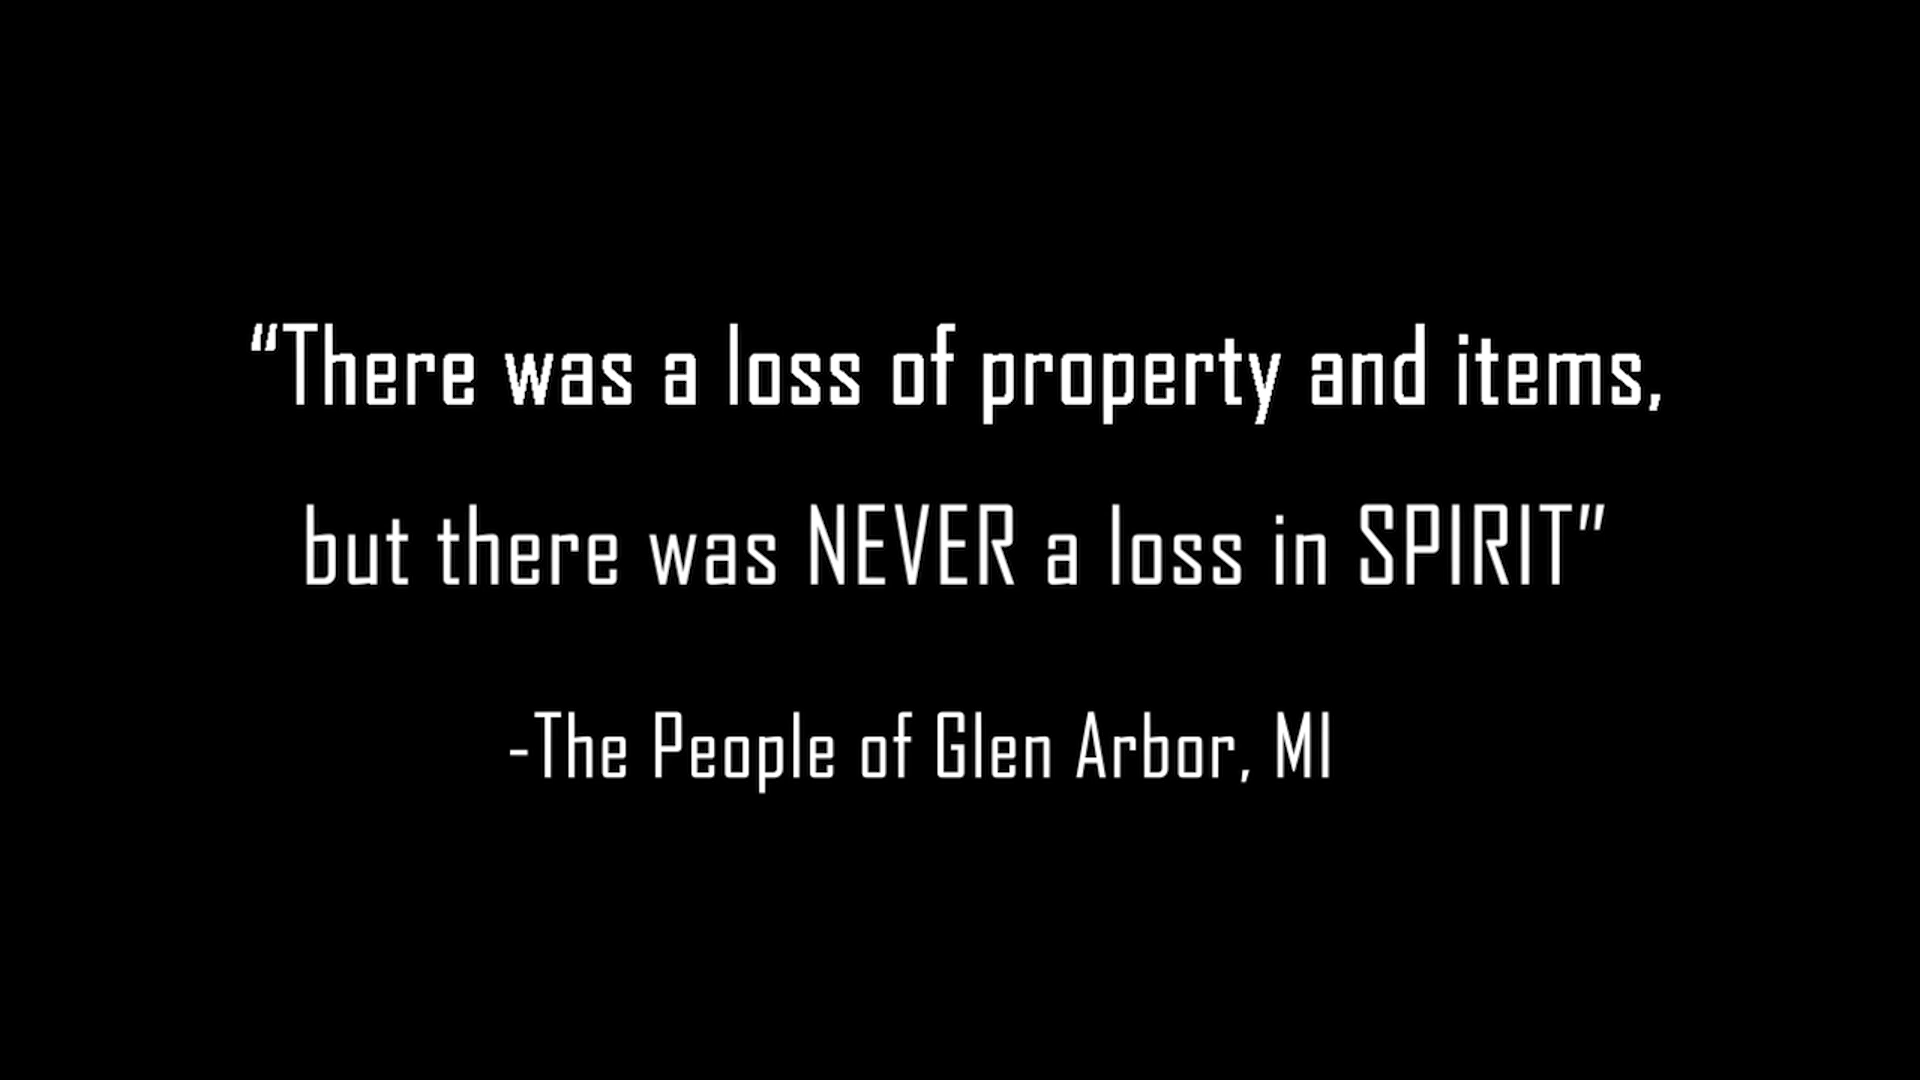 “There was a loss of property and items,
but there was NEVER a loss in SPIRIT”
-The People of Glen Arbor, MI